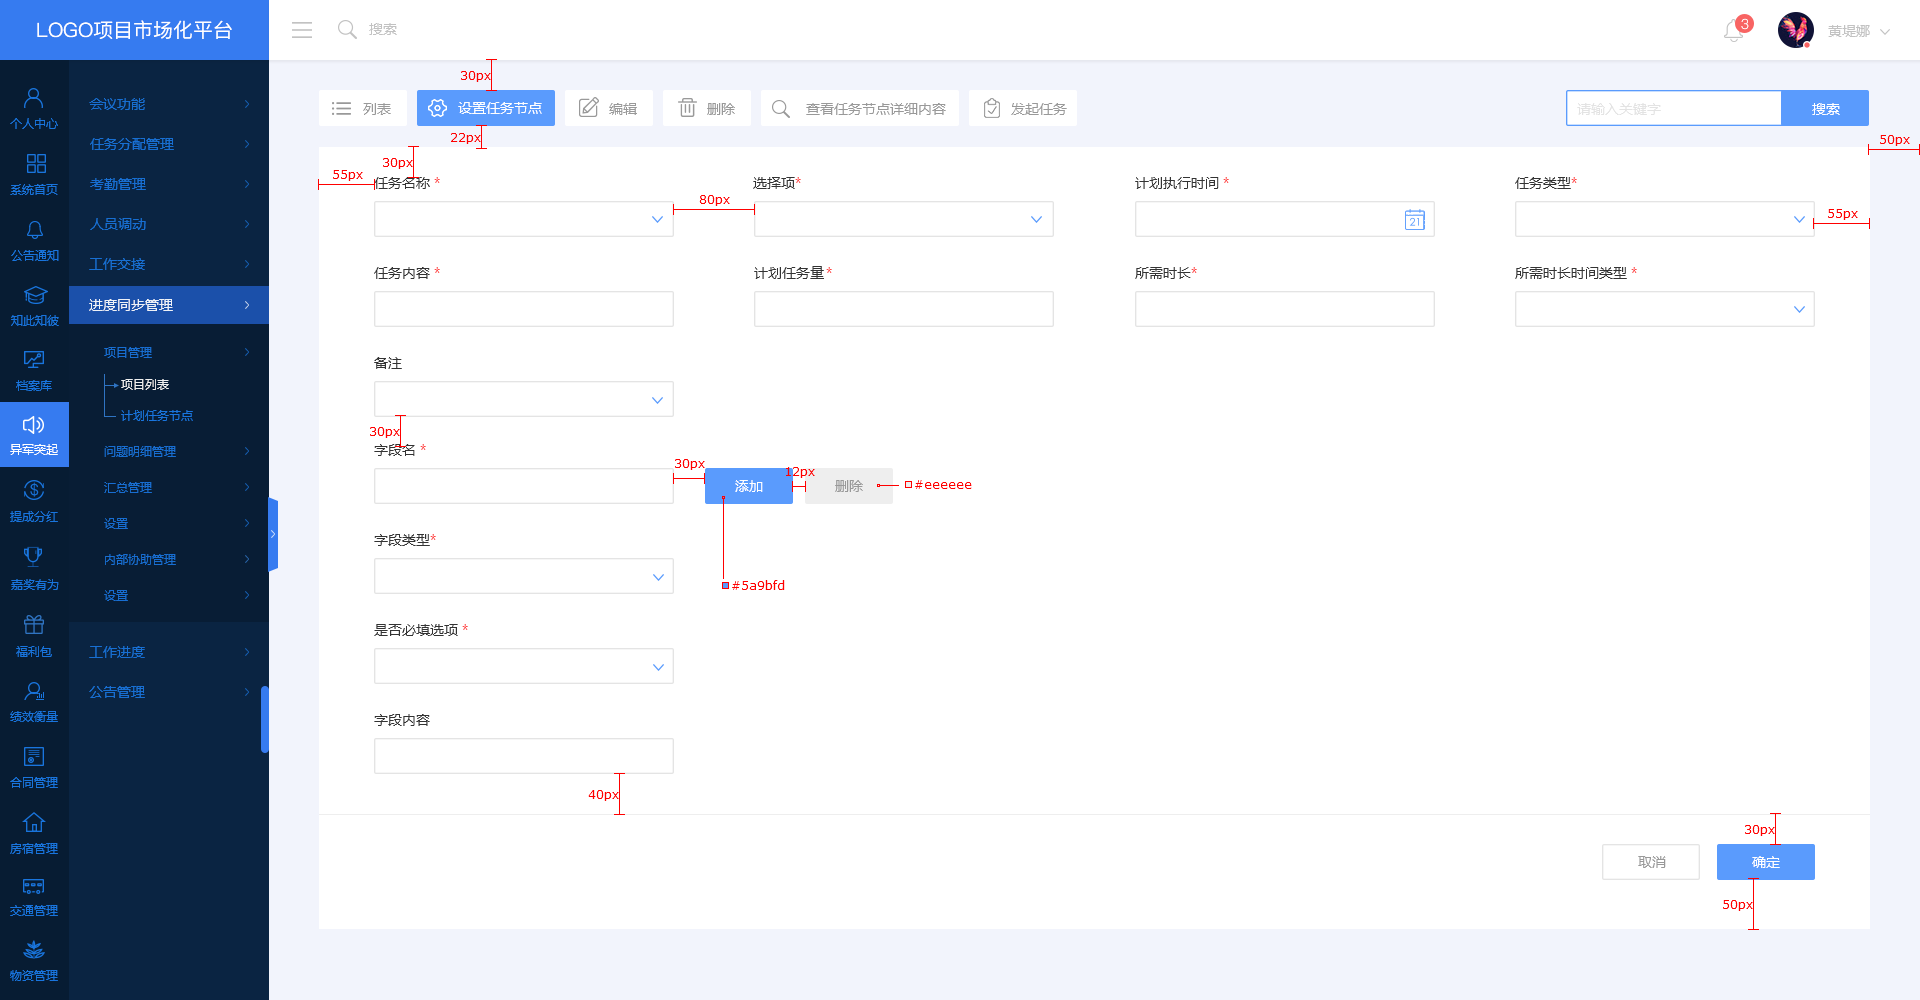 LOGO项目市场化平台
搜索
3
黄堤娜
个人中心
系统首页
公告通知
知此知彼
档案库
异军突起
提成分红
嘉奖有为
福利包
绩效衡量
合同管理
房宿管理
交通管理
物资管理
会议功能
任务分配管理
考勤管理
人员调动
工作交接
进度同步管理
项目管理
项目列表
计划任务节点
问题明细管理
汇总管理
设置
内部协助管理
设置
工作进度
公告管理
30px
列表
设置任务节点
编辑
删除
查看任务节点详细内容
发起任务
请输入关键字
搜索
22px
50px
30px
55px
任务名称 *
选择项*
计划执行时间 *
任务类型*
80px
21
55px
任务内容 *
计划任务量*
所需时长*
所需时长时间类型 *
备注
30px
字段名 *
30px
添加
12px
删除
#eeeeee
字段类型*
#5a9bfd
是否必填选项 *
字段内容
40px
30px
取消
确定
50px